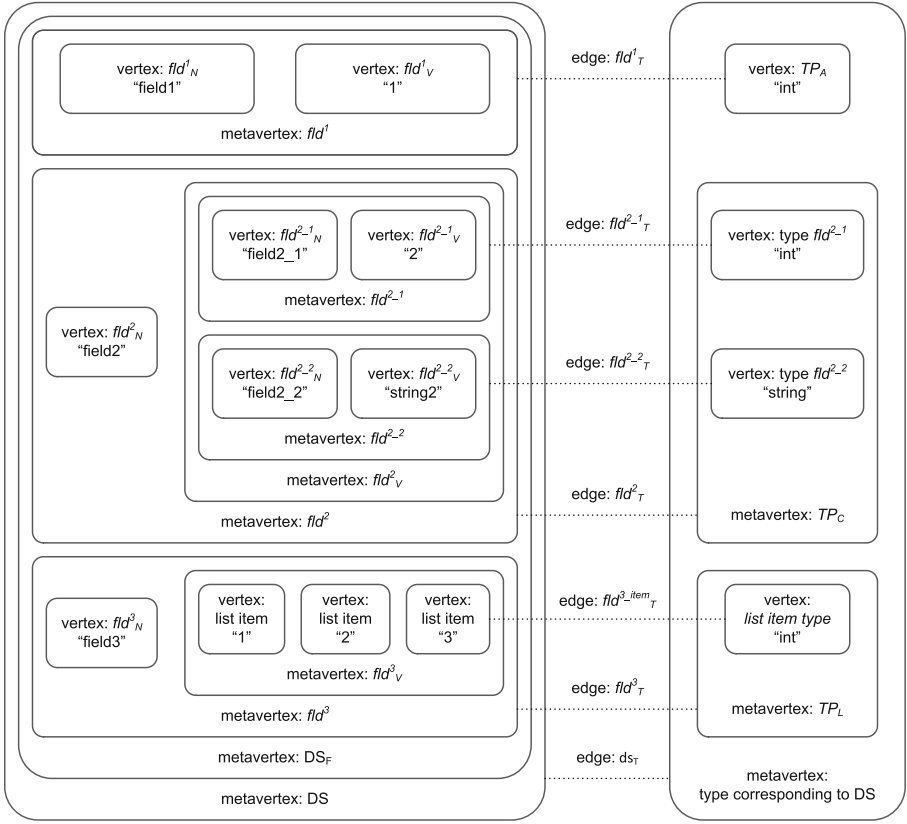 vertex: fld¹N
“field1”
vertex: fld¹V
“1”
metavertex: fld¹
edge: fld¹T
vertex: TPA
“int”
vertex: fld²–¹N
“field2_1”
vertex: fld²–¹V
“2”
metavertex: fld²–¹
edge: fld²–¹T
vertex: type fld²–¹
“int”
vertex: fld²N
“field2”
vertex: fld²–²N
“field2_2”
vertex: fld²–²V
“string2”
metavertex: fld²–²
edge: fld²–²T
vertex: type fld²–²
“string”
metavertex: fld²V
metavertex: fld²
edge: fld²T
metavertex: TPC
vertex: fld³N
“field3”
vertex:
list item
“1”
vertex:
list item
“2”
vertex:
list item
“3”
metavertex: fld³V
metavertex: fld³
edge: fld³–itemT
vertex:
list item type
“int”
edge: fld³T
metavertex: TPL
metavertex: DSF
edge: dsT
metavertex: DS
metavertex:
type corresponding to DS